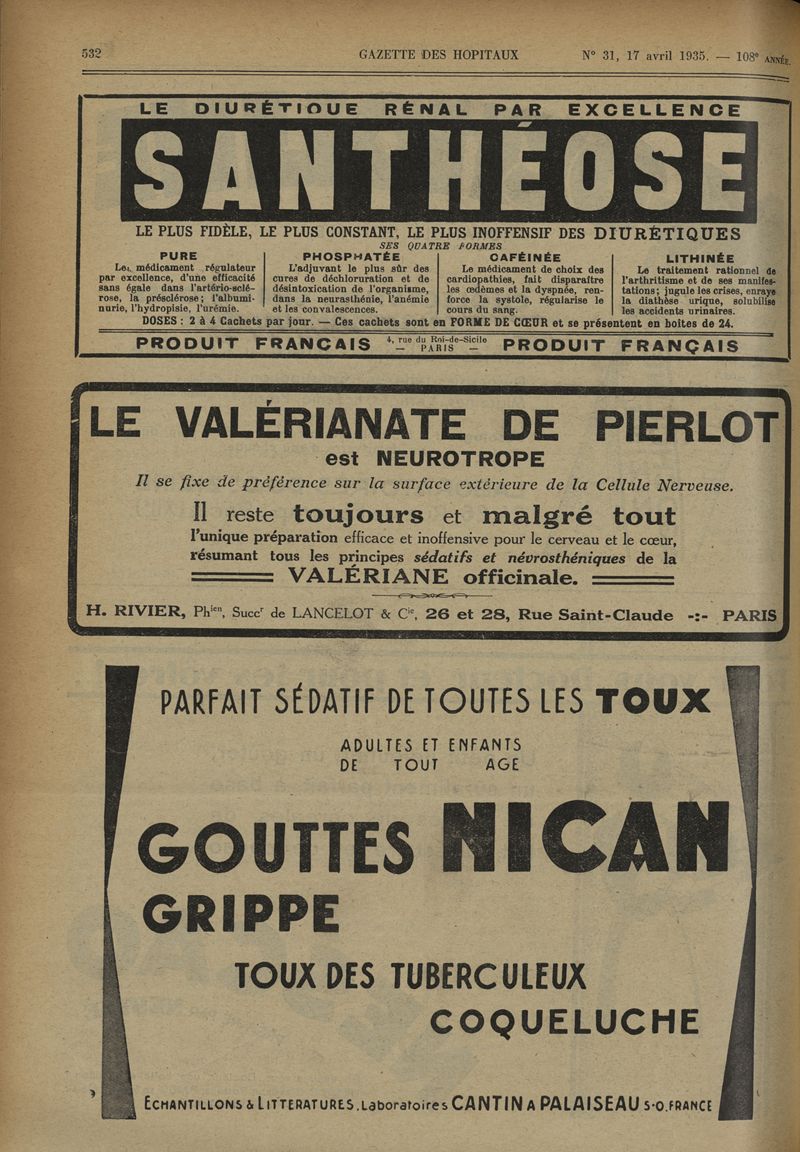 532
GAZETTE DES HOPITAUX
N° 31, 17 avril 1935. — 108e ANNÉE.
LE DIURÉTIQUE RÉNAL PAR EXCELLENCE
SANTHÉOSE
LE PLUS FIDÈLE, LE PLUS CONSTANT, LE PLUS INOFFENSIF DES DIURÉTIQUES
SES QUATRE FORMES
PURE
Le médicament régulateur
par excellence, d'une efficacité
sans égale dans l'artério-sclé-
rose, la présclérose; l'albumi-
nurie, l'hydropisie, l'urémie.
PHOSPHATÉE
L'adjuvant le plus sûr des
cures de déchloruration et de
désintoxication de l'organisme,
dans la neurasthénie, l'anémie
et les convalescences.
CAFÉINÉE
Le médicament de choix des
cardiopathies, fait disparaître
les œdèmes et la dyspnée, ren-
force la systole, régularise le
cours du sang.
LITHINÉE
Le traitement rationnel de
l'arthritisme et de ses manifes-
tations; jugule les crises, enraye
la diathèse urique, solubilise
les accidents urinaires.
DOSES : 2 à 4 Cachets par jour. — Ces cachets sont en FORME DE CŒUR et se présentent en boites de 24.
PRODUIT FRANCAIS
4, rue du Roi-de-Sicile
— PARIS —
PRODUIT FRANÇAIS
LE VALÉRIANATE DE PIERLOT
est NEUROTROPE
Il se fixe de préférence sur la surface extérieure de la Cellule Nerveuse.
Il reste toujours et malgré tout
l'unique préparation efficace et inoffensive pour le cerveau et le cœur,
résumant tous les principes sédatifs et névrosthéniques de la
VALÉRIANE officinale.
H. RIVIER, Phien, Succr de LANCELOT & Cie, 26 et 28, Rue Saint-Claude -:- PARIS
PARFAIT SÉDATIF DE TOUTES LES TOUX
ADULTES ET ENFANTS
DE TOUT AGE
GOUTTES NICAN
GRIPPE
TOUX DES TUBERCULEUX
COQUELUCHE
ECHANTILLONS & LITTERATURES. Laboratoires CANTIN A PALAISEAU S-O. FRANCE